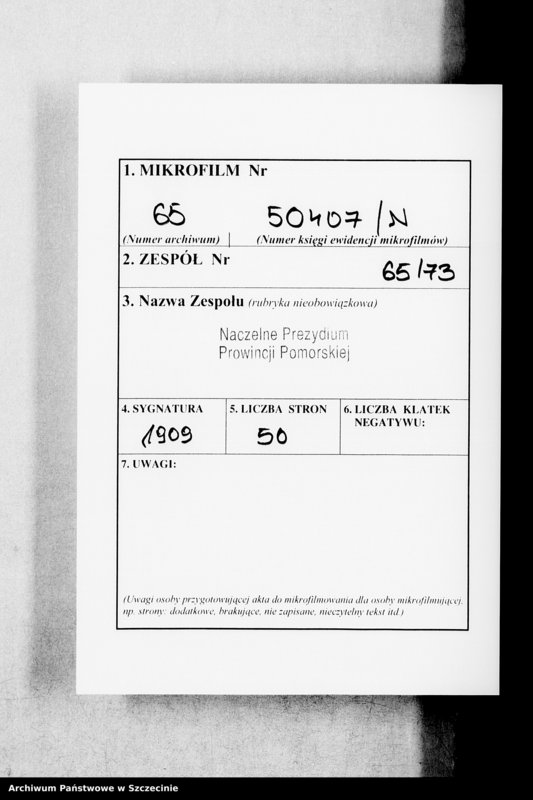 1. MIKROFILM Nr
65 50407/N
(Numer archiwum) (Numer księgi ewidencji mikrofilmów)
2. ZESPÓŁ Nr
65/73
3. Nazwa Zespołu (rubryka nieobowiązkowa)
Naczelne Prezydium
Prowincji Pomorskiej
4. SYGNATURA 5. LICZBA STRON 6. LICZBA KLATEK
NEGATYWU:
1909 50
7. UWAGI:
(Uwagi osoby przygotowującej akta do mikrofilmowania dla osoby mikrofilmującej,
np. strony: dodatkowe, brakujące, nie zapisane, nieczytelny tekst itd.)
Archiwum Państwowe w Szczecinie